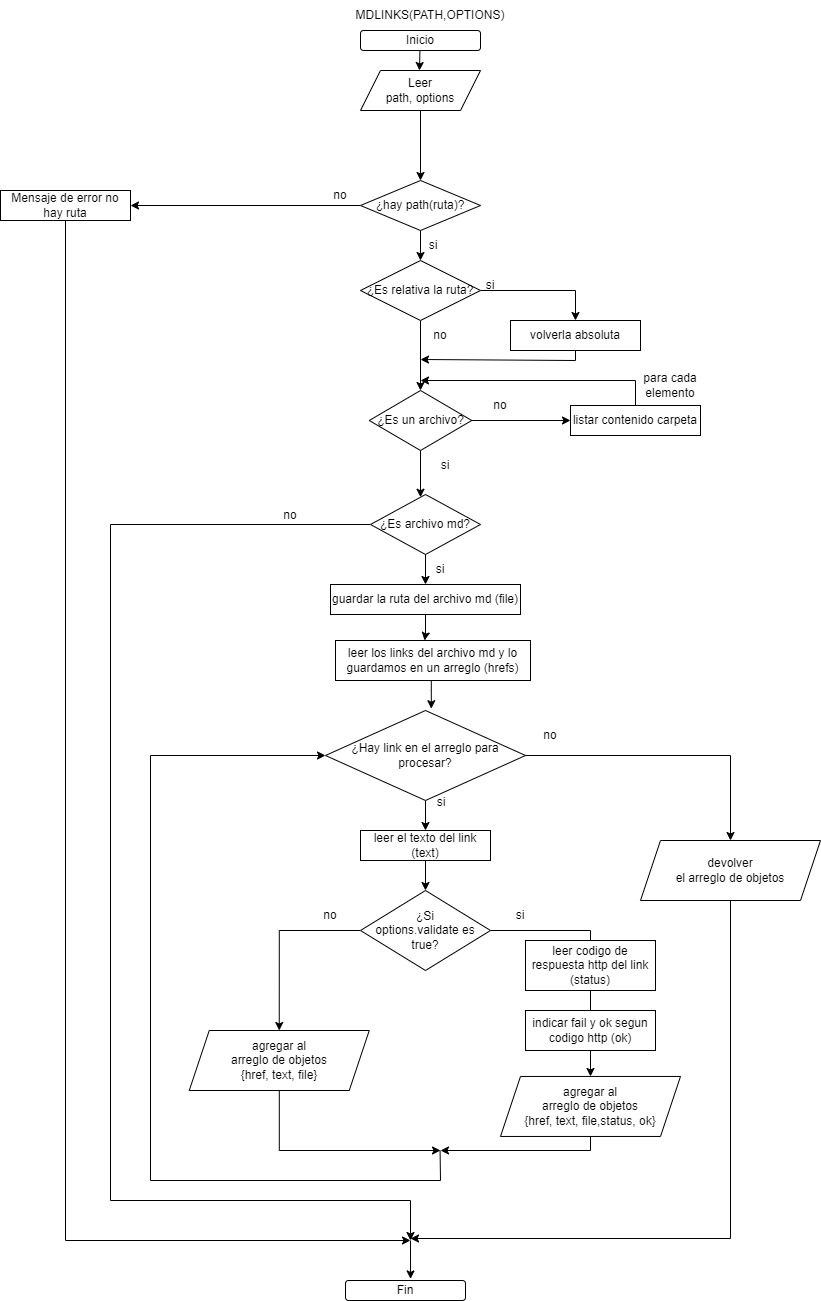 MDLINKS(PATH,OPTIONS)
Inicio
Leer
path, options
¿hay path(ruta)?
no
Mensaje de error no
hay ruta
si
¿Es relativa la ruta?
si
volverla absoluta
no
para cada
elemento
¿Es un archivo?
no
listar contenido carpeta
si
¿Es archivo md?
no
si
guardar la ruta del archivo md (file)
leer los links del archivo md y lo
guardamos en un arreglo (hrefs)
¿Hay link en el arreglo para
procesar?
no
si
leer el texto del link
(text)
devolver
el arreglo de objetos
¿Si
options.validate es
true?
no
si
leer codigo de
respuesta http del link
(status)
indicar fail y ok segun
codigo http (ok)
agregar al
arreglo de objetos
{href, text, file}
agregar al
arreglo de objetos
{href, text, file,status, ok}
Fin